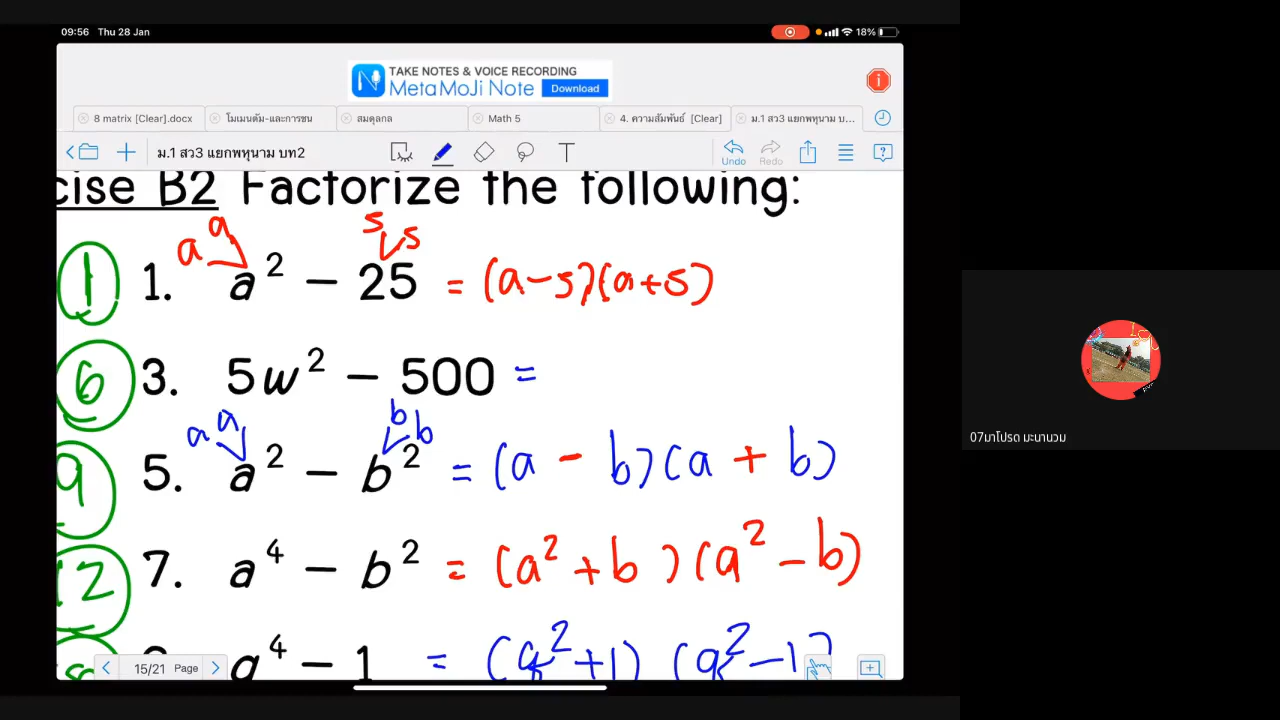 09:56 Thu 28 Jan 18%
TAKE NOTES & VOICE RECORDING
MetaMoJi Note Download
8 matrix [Clear].docx โมเมนตัม-และการชน สมดุลกล Math 5 4. ความสัมพันธ์ [Clear] ม.1 สว3 แยกพหุนาม บ...
ม.1 สว3 แยกพหุนาม บท2 T Undo Redo
cise B2 Factorize the following:
a a 5 5
1 1. a² − 25 = (a−5)(a+5)
6 3. 5w² − 500 =
a a b b
9 5. a² − b² = (a − b)(a + b)
12 7. a⁴ − b² = (a² + b)(a² − b)
a⁴ − 1 = (a²+1) (a²−1)
15/21 Page
07มาโปรด มะนานวม